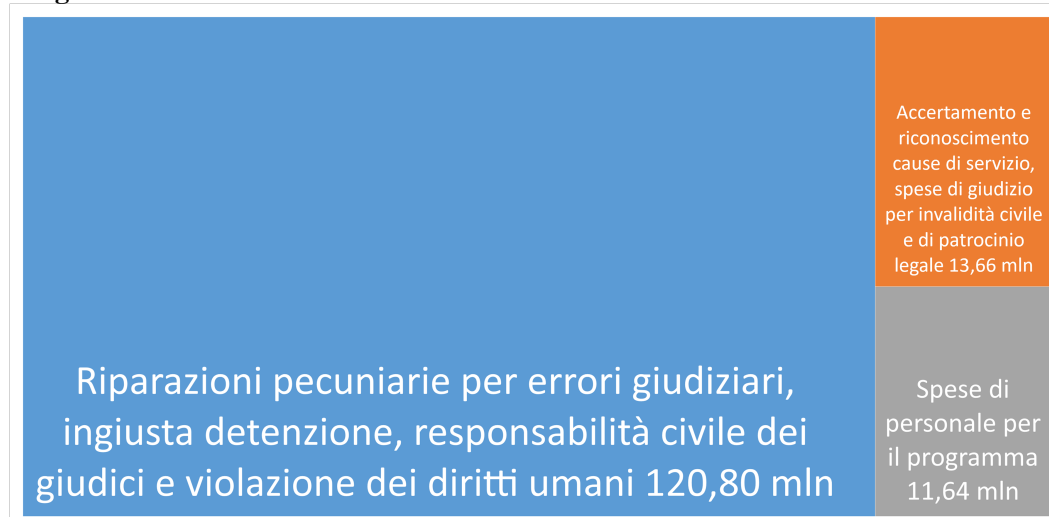 Accertamento e
riconoscimento
cause di servizio,
spese di giudizio
per invalidità civile
e di patrocinio
legale 13,66 mln
Riparazioni pecuniarie per errori giudiziari,
ingiusta detenzione, responsabilità civile dei
giudici e violazione dei diritti umani 120,80 mln
Spese di
personale per
il programma
11,64 mln